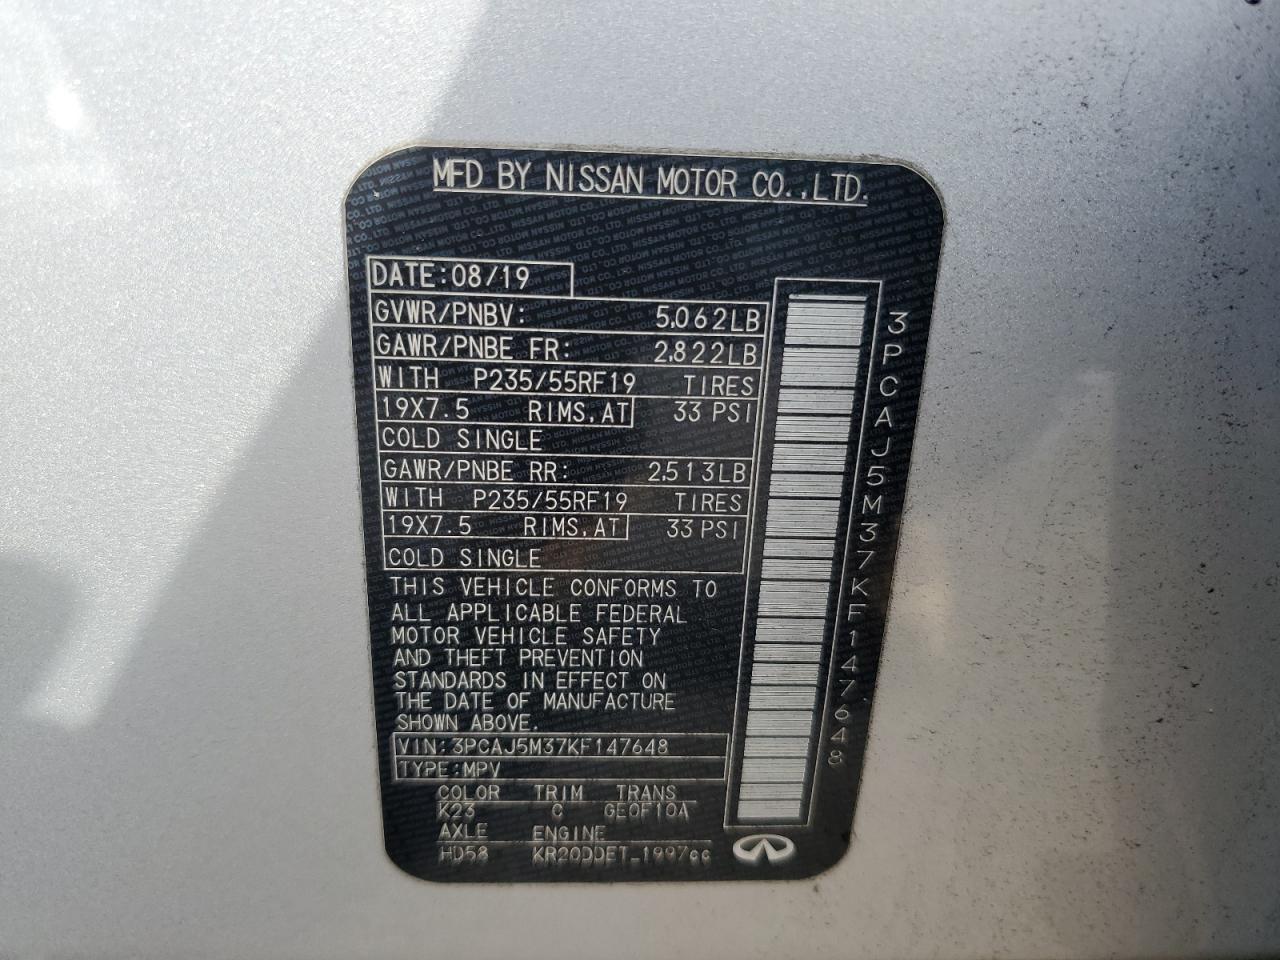 MFD BY NISSAN MOTOR CO.,LTD.
DATE:08/19
GVWR/PNBV: 5,062LB
GAWR/PNBE FR: 2,822LB
WITH P235/55RF19 TIRES
19X7.5 RIMS,AT 33 PSI
COLD SINGLE
GAWR/PNBE RR: 2,513LB
WITH P235/55RF19 TIRES
19X7.5 RIMS,AT 33 PSI
COLD SINGLE
THIS VEHICLE CONFORMS TO
ALL APPLICABLE FEDERAL
MOTOR VEHICLE SAFETY
AND THEFT PREVENTION
STANDARDS IN EFFECT ON
THE DATE OF MANUFACTURE
SHOWN ABOVE.
VIN:3PCAJ5M37KF147648
TYPE:MPV
COLOR TRIM TRANS
K23 C GE0F10A
AXLE ENGINE
HD58 KR20DDET 1997cc
3PCAJ5M37KF147648